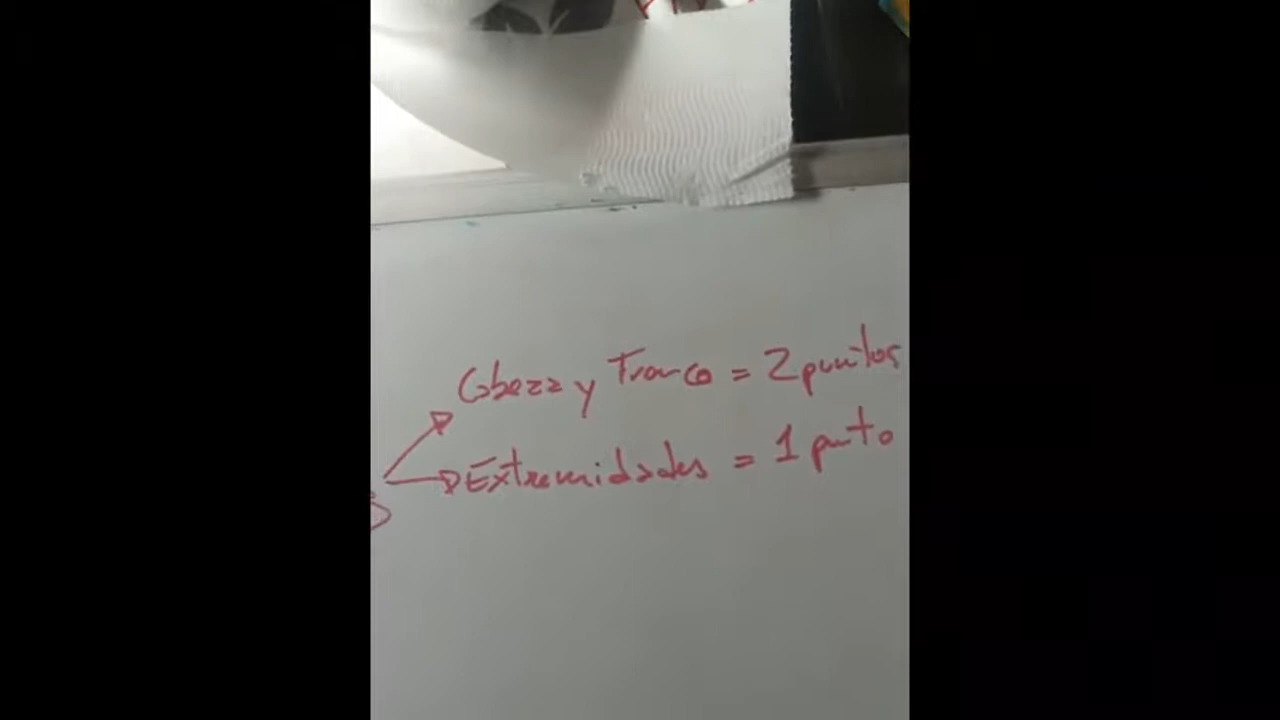 Cabeza y Tronco = 2 puntos
Extremidades = 1 punto